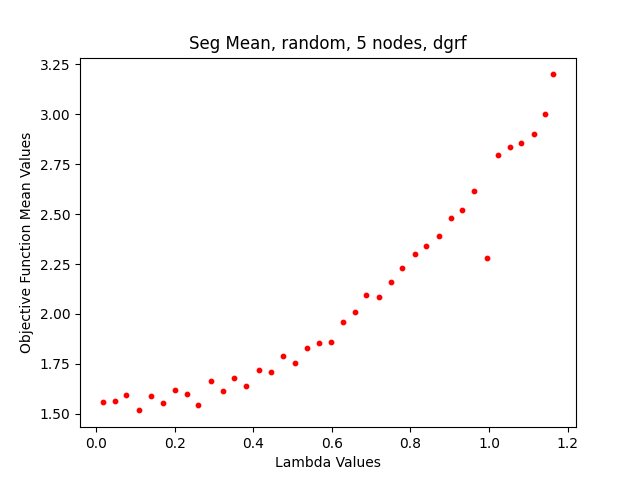 Seg Mean, random, 5 nodes, dgrf
Objective Function Mean Values
3.25
3.00
2.75
2.50
2.25
2.00
1.75
1.50
0.0 0.2 0.4 0.6 0.8 1.0 1.2
Lambda Values